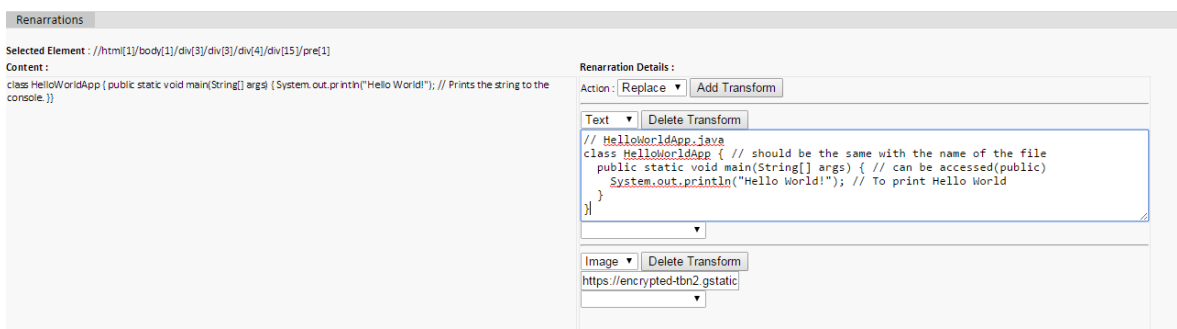 Renarrations
Selected Element : //html[1]/body[1]/div[3]/div[3]/div[4]/div[15]/pre[1]
Content :
class HelloWorldApp { public static void main(String[] args) { System.out.println("Hello World!"); // Prints the string to the
console. }}
Renarration Details :
Action : Replace Add Transform
Text Delete Transform
// HelloWorldApp.java
class HelloWorldApp { // should be the same with the name of the file
public static void main(String[] args) { // can be accessed(public)
System.out.println("Hello World!"); // To print Hello World
}
}
Image Delete Transform
https://encrypted-tbn2.gstatic